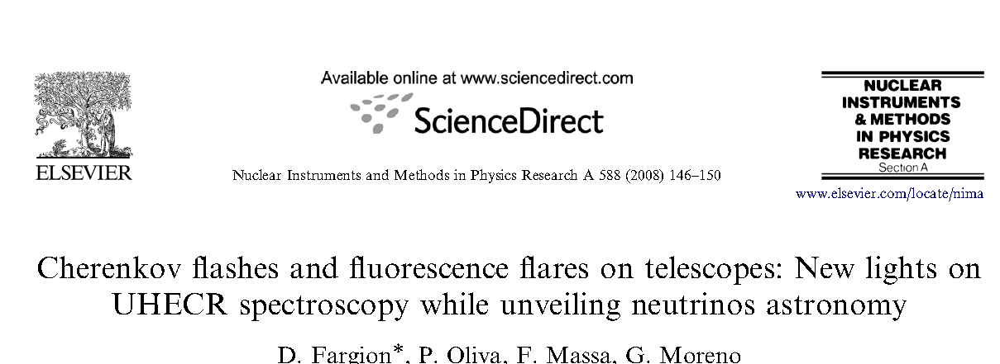 Available online at www.sciencedirect.com
ScienceDirect
ELSEVIER
Nuclear Instruments and Methods in Physics Research A 588 (2008) 146–150
NUCLEAR
INSTRUMENTS
& METHODS
IN PHYSICS
RESEARCH
Section A
www.elsevier.com/locate/nima
Cherenkov flashes and fluorescence flares on telescopes: New lights on
UHECR spectroscopy while unveiling neutrinos astronomy
D. Fargion*, P. Oliva, F. Massa, G. Moreno